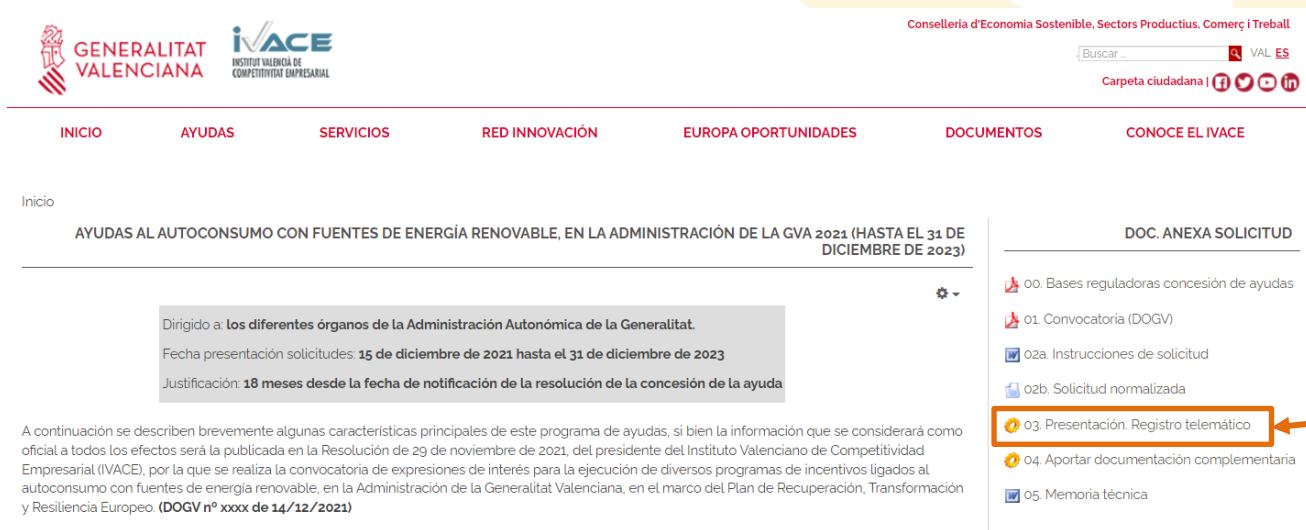 Conselleria d'Economia Sostenible, Sectors Productius, Comerç i Treball
GENERALITAT
VALENCIANA
iVACE
INSTITUT VALENCIÀ DE
COMPETITIVITAT EMPRESARIAL
Buscar ...
VAL ES
Carpeta ciudadana |
INICIO AYUDAS SERVICIOS RED INNOVACIÓN EUROPA OPORTUNIDADES DOCUMENTOS CONOCE EL IVACE
Inicio
AYUDAS AL AUTOCONSUMO CON FUENTES DE ENERGÍA RENOVABLE, EN LA ADMINISTRACIÓN DE LA GVA 2021 (HASTA EL 31 DE
DICIEMBRE DE 2023)
Dirigido a: los diferentes órganos de la Administración Autonómica de la Generalitat.
Fecha presentación solicitudes: 15 de diciembre de 2021 hasta el 31 de diciembre de 2023
Justificación: 18 meses desde la fecha de notificación de la resolución de la concesión de la ayuda
A continuación se describen brevemente algunas características principales de este programa de ayudas, si bien la información que se considerará como
oficial a todos los efectos será la publicada en la Resolución de 29 de noviembre de 2021, del presidente del Instituto Valenciano de Competitividad
Empresarial (IVACE), por la que se realiza la convocatoria de expresiones de interés para la ejecución de diversos programas de incentivos ligados al
autoconsumo con fuentes de energía renovable, en la Administración de la Generalitat Valenciana, en el marco del Plan de Recuperación, Transformación
y Resiliencia Europeo. (DOGV nº xxxx de 14/12/2021)
DOC. ANEXA SOLICITUD
00. Bases reguladoras concesión de ayudas
01. Convocatoria (DOGV)
02a. Instrucciones de solicitud
02b. Solicitud normalizada
03. Presentación. Registro telemático
04. Aportar documentación complementaria
05. Memoria técnica